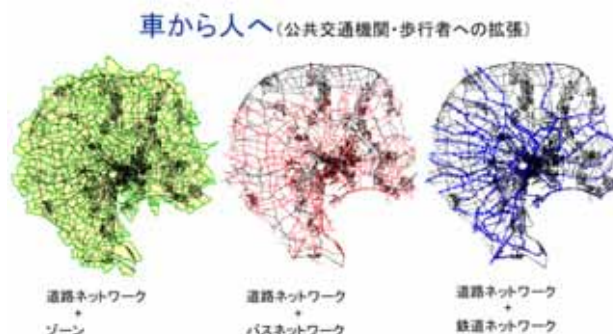 車から人へ(公共交通機関・歩行者への拡張)
道路ネットワーク
+
ゾーン
道路ネットワーク
+
バスネットワーク
道路ネットワーク
+
鉄道ネットワーク